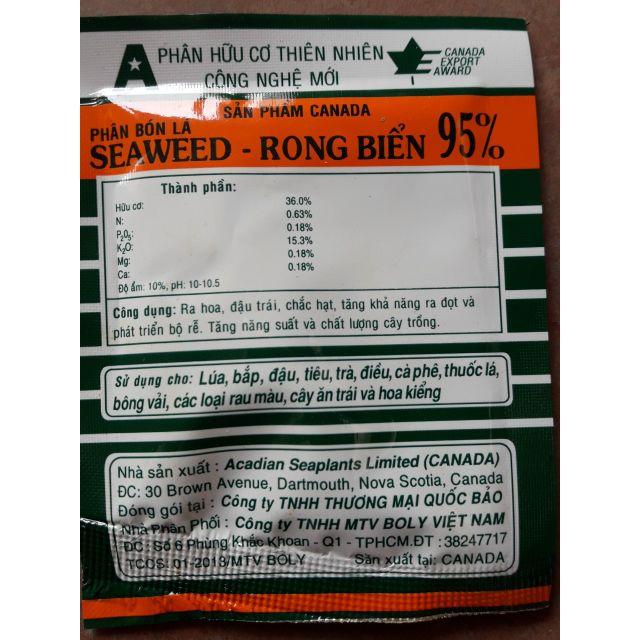 A PHÂN HỮU CƠ THIÊN NHIÊN
CÔNG NGHỆ MỚI
CANADA
EXPORT
AWARD
SẢN PHẨM CANADA
PHÂN BÓN LÁ
SEAWEED - RONG BIỂN 95%
Thành phần:
Hữu cơ: 36.0%
N: 0.63%
P₂O₅: 0.18%
K₂O: 15.3%
Mg: 0.18%
Ca: 0.18%
Độ ẩm: 10%, pH: 10-10.5
Công dụng: Ra hoa, đậu trái, chắc hạt, tăng khả năng ra đọt và
phát triển bộ rễ. Tăng năng suất và chất lượng cây trồng.
Sử dụng cho: Lúa, bắp, đậu, tiêu, trà, điều, cà phê, thuốc lá,
bông vải, các loại rau màu, cây ăn trái và hoa kiểng
Nhà sản xuất : Acadian Seaplants Limited (CANADA)
ĐC: 30 Brown Avenue, Dartmouth, Nova Scotia, Canada
Đóng gói tại : Công ty TNHH THƯƠNG MẠI QUỐC BẢO
Nhà Phân Phối : Công ty TNHH MTV BOLY VIỆT NAM
ĐC : Số 6 Phùng Khắc Khoan - Q1 - TPHCM.ĐT : 38247717
TCOS: 01-2013/MTV BOLY Sản xuất tại: CANADA